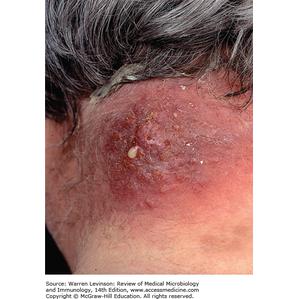 Source: Warren Levinson: Review of Medical Microbiology
and Immunology, 14th Edition, www.accessmedicine.com
Copyright © McGraw-Hill Education. All rights reserved.